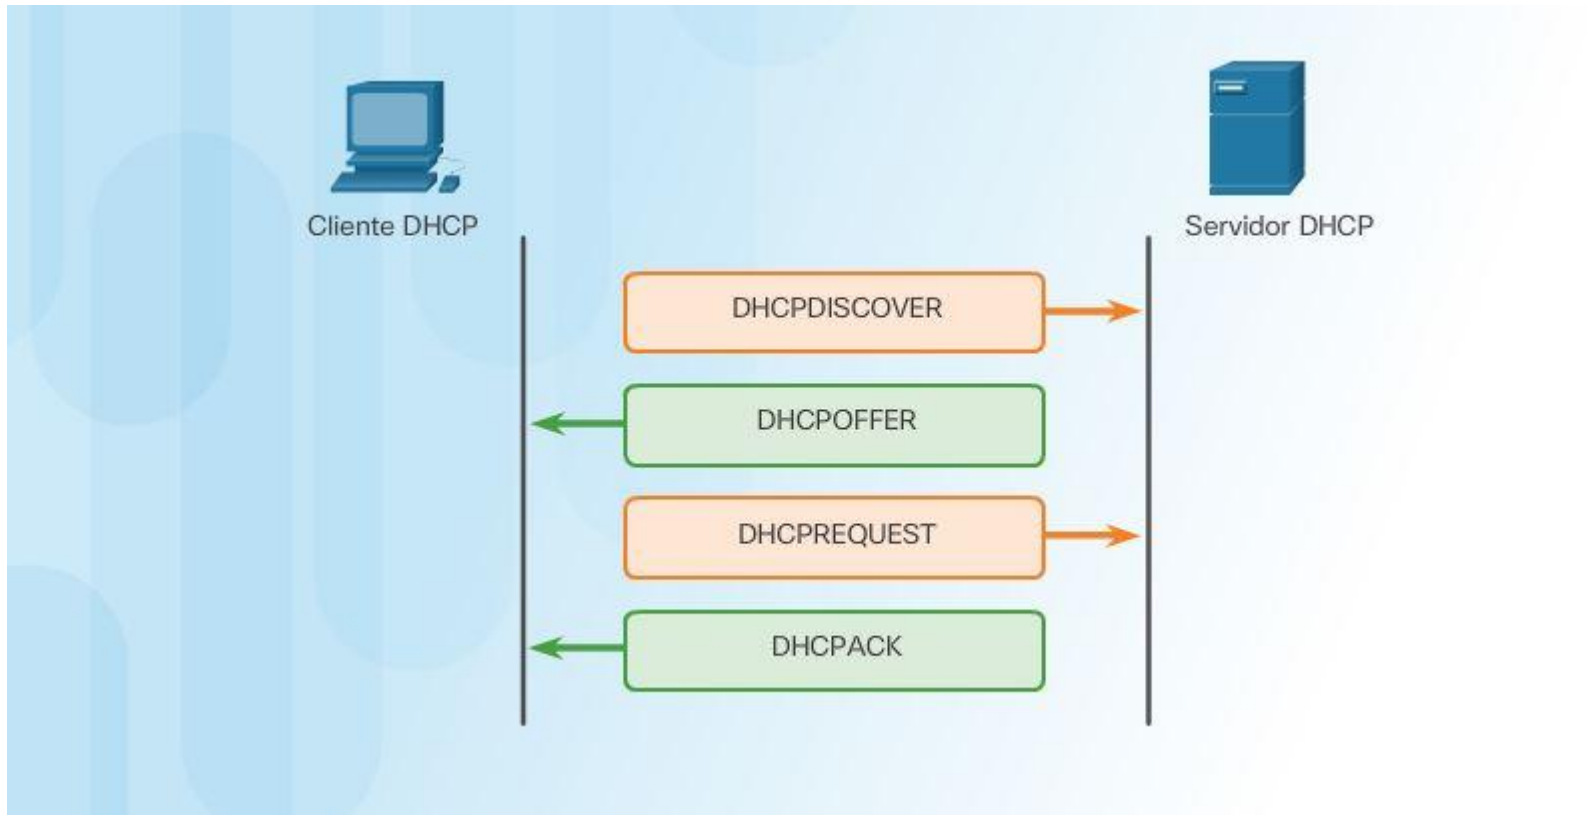 Cliente DHCP
Servidor DHCP
DHCPDISCOVER
DHCPOFFER
DHCPREQUEST
DHCPACK